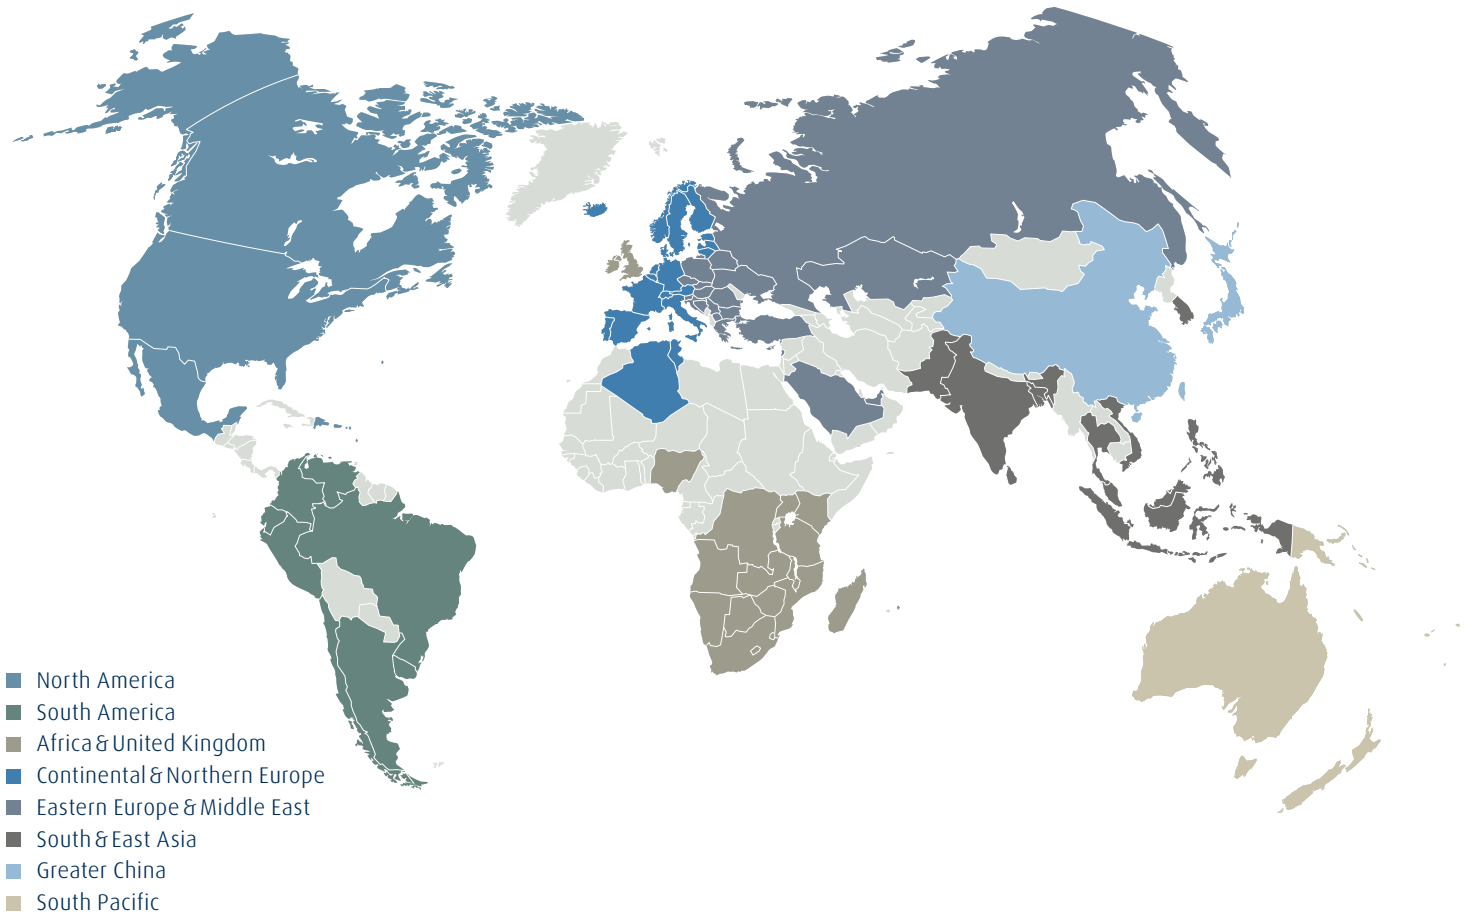 North America
South America
Africa & United Kingdom
Continental & Northern Europe
Eastern Europe & Middle East
South & East Asia
Greater China
South Pacific